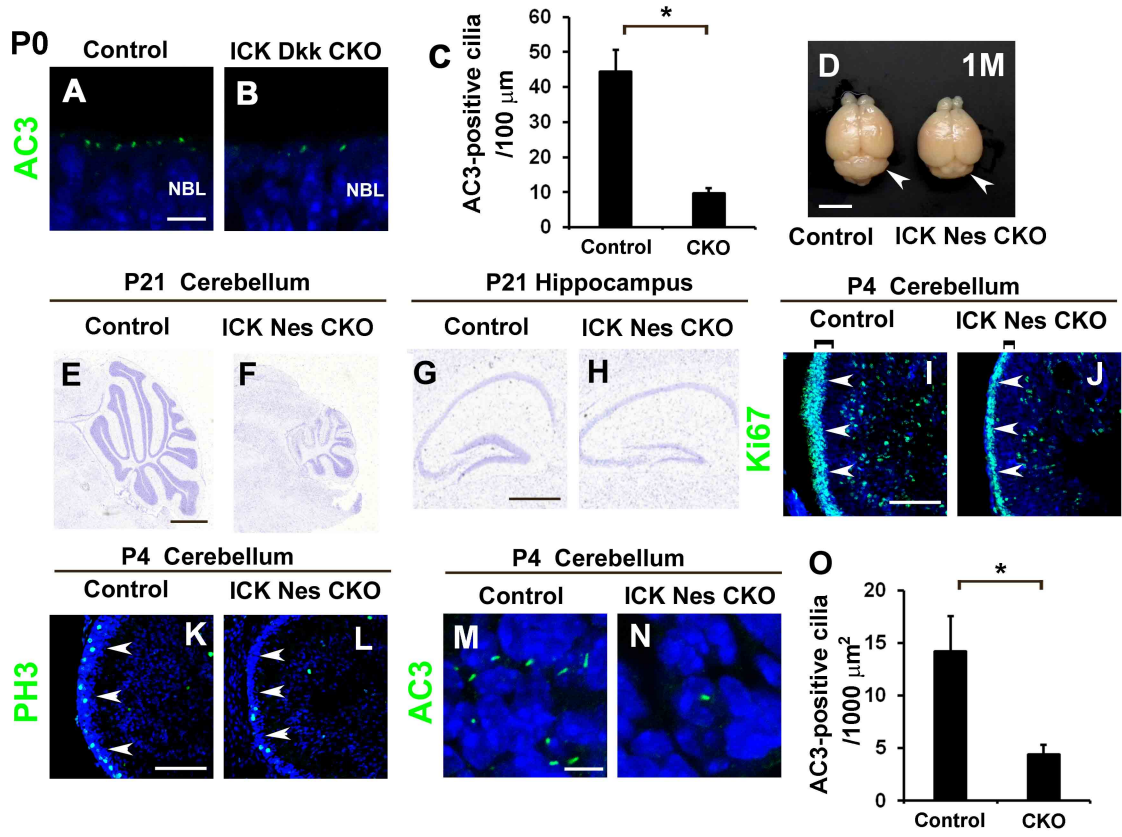 P0
Control
ICK Dkk CKO
AC3
A
NBL
B
NBL
C
AC3-positive cilia
/100 μm
60
50
40
30
20
10
0
*
Control
CKO
D
1M
Control
ICK Nes CKO
P21 Cerebellum
Control
ICK Nes CKO
E
F
P21 Hippocampus
Control
ICK Nes CKO
G
H
P4 Cerebellum
Control
ICK Nes CKO
Ki67
I
J
P4 Cerebellum
Control
ICK Nes CKO
PH3
K
L
P4 Cerebellum
Control
ICK Nes CKO
AC3
M
N
O
AC3-positive cilia
/1000 μm²
20
15
10
5
0
*
Control
CKO